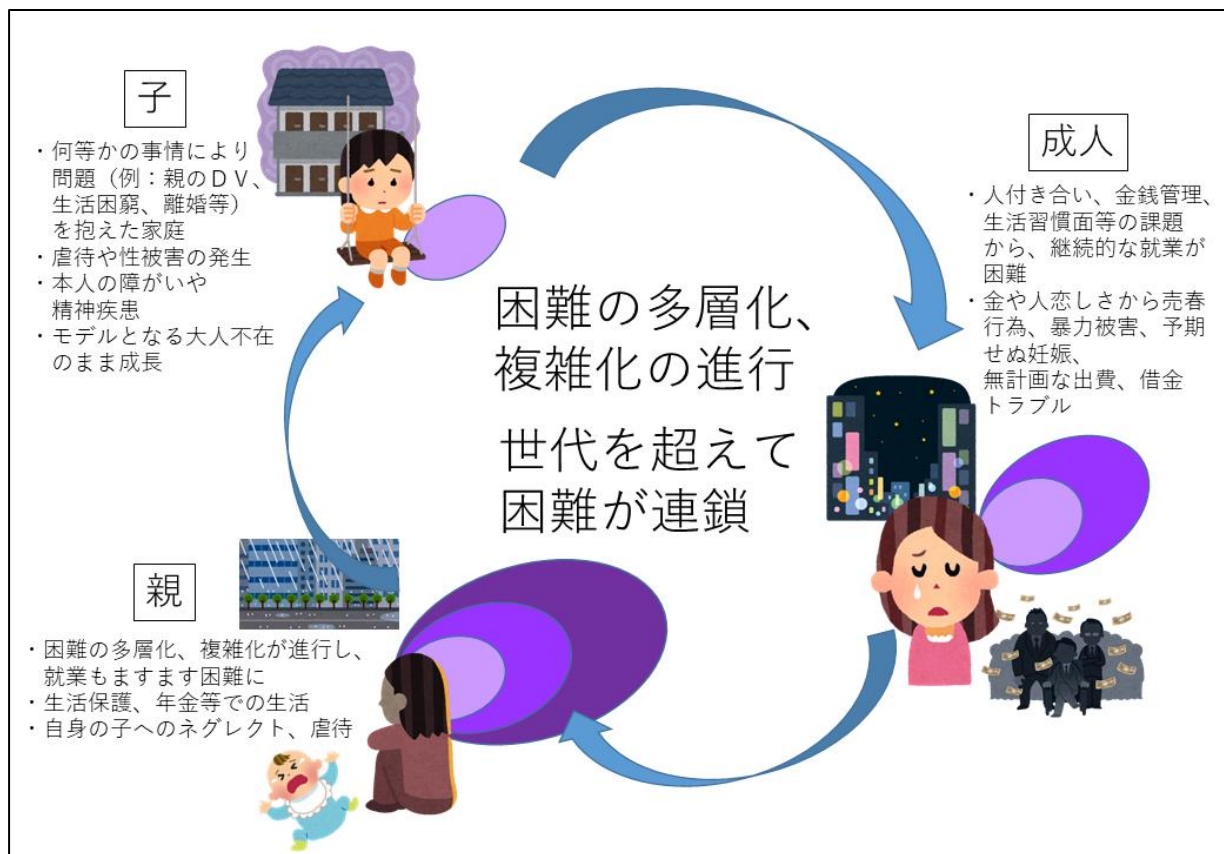 子
・何等かの事情により
問題（例：親のＤＶ、
生活困窮、離婚等）
を抱えた家庭
・虐待や性被害の発生
・本人の障がいや
精神疾患
・モデルとなる大人不在
のまま成長
成人
・人付き合い、金銭管理、
生活習慣面等の課題
から、継続的な就業が
困難
・金や人恋しさから売春
行為、暴力被害、予期
せぬ妊娠、
無計画な出費、借金
トラブル
困難の多層化、
複雑化の進行
世代を超えて
困難が連鎖
親
・困難の多層化、複雑化が進行し、
就業もますます困難に
・生活保護、年金等での生活
・自身の子へのネグレクト、虐待